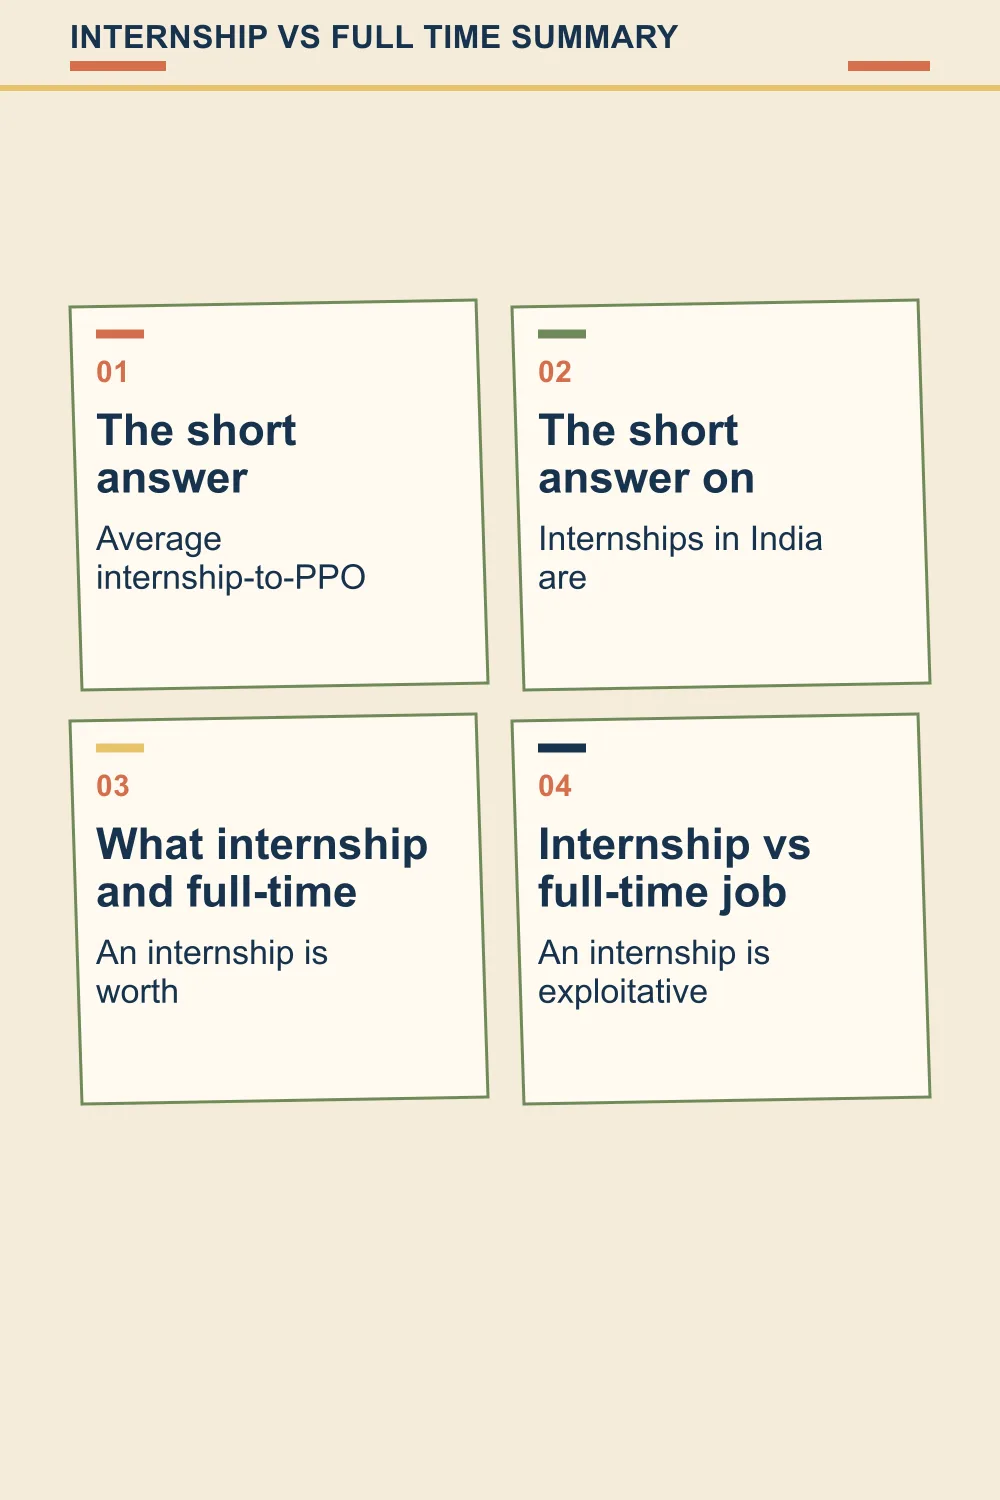 INTERNSHIP VS FULL TIME SUMMARY
01
The short
answer
Average
internship-to-PPO
02
The short
answer on
Internships in India
are
03
What internship
and full-time
An internship is
worth
04
Internship vs
full-time job
An internship is
exploitative